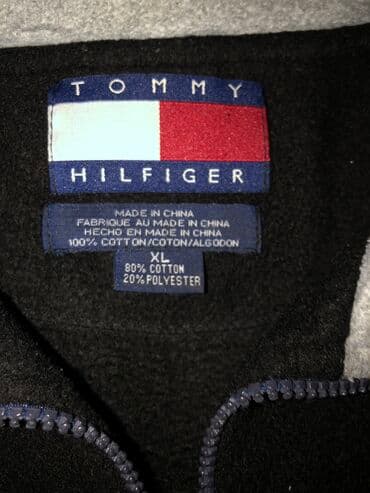 TOMMY
HILFIGER
MADE IN CHINA
FABRIQUE AU MADE IN CHINA
HECHO EN MADE IN CHINA
100% COTTON/COTON/ALGODON
XL
80% COTTON
20% POLYESTER